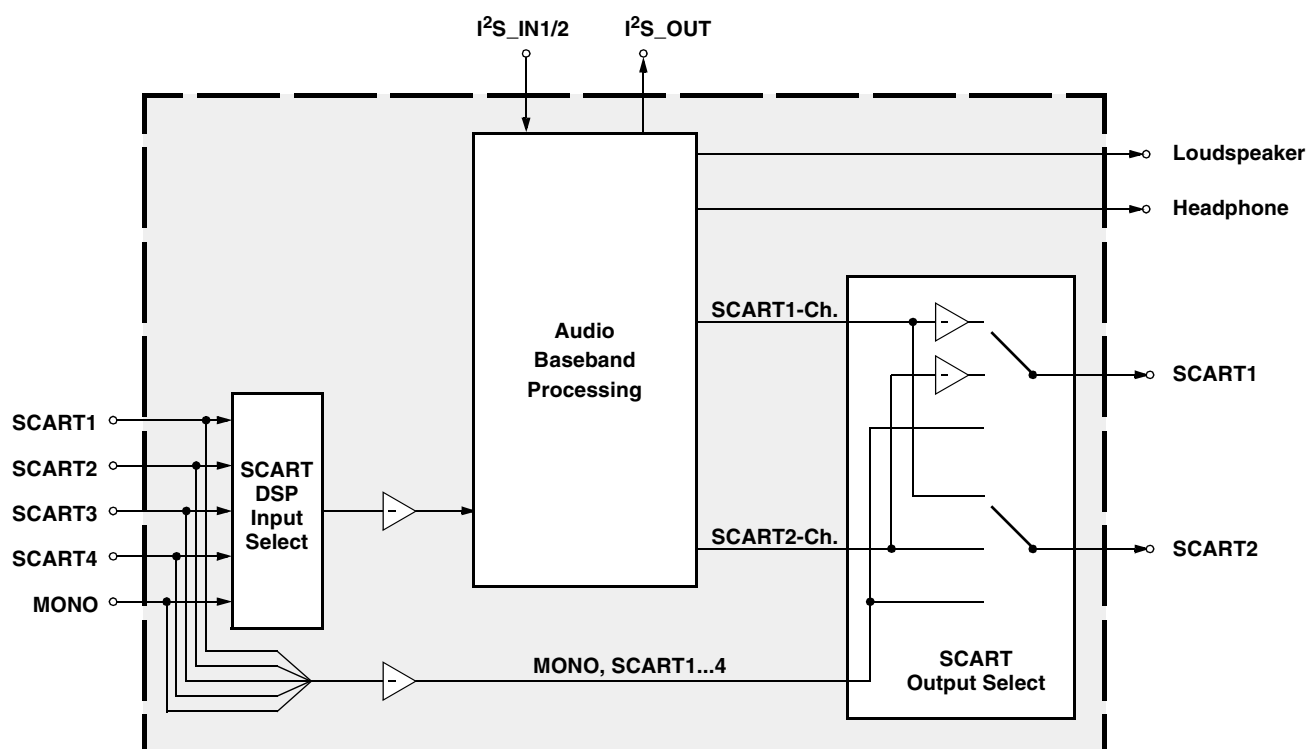 I²S_IN1/2
I²S_OUT
Loudspeaker
Headphone
SCART1-Ch.
Audio
Baseband
Processing
-
-
SCART1
SCART1
SCART2
SCART3
SCART4
MONO
SCART
DSP
Input
Select
-
SCART2-Ch.
SCART2
MONO, SCART1...4
-
SCART
Output Select